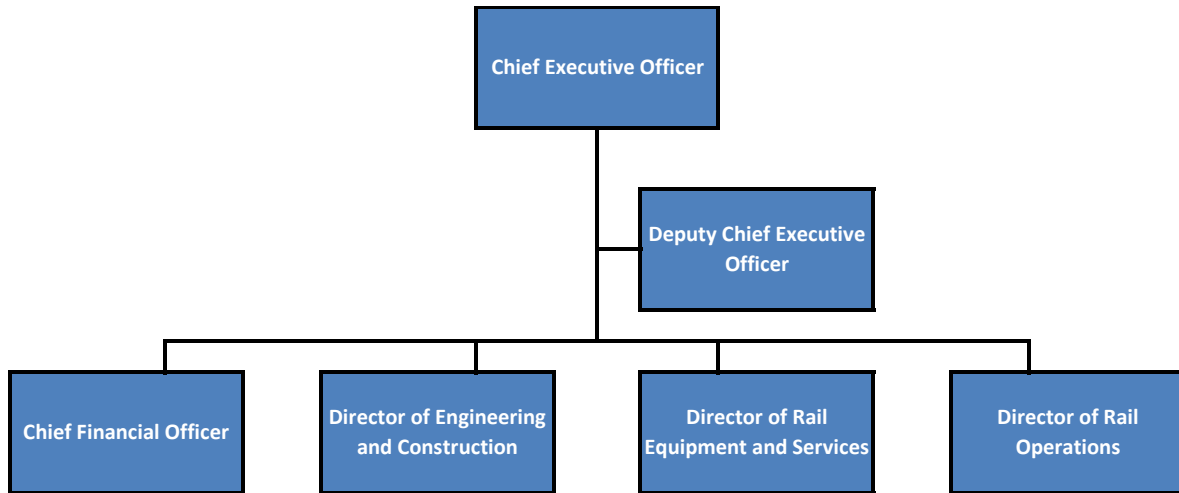 Chief Executive Officer
Deputy Chief Executive
Officer
Chief Financial Officer
Director of Engineering
and Construction
Director of Rail
Equipment and Services
Director of Rail
Operations